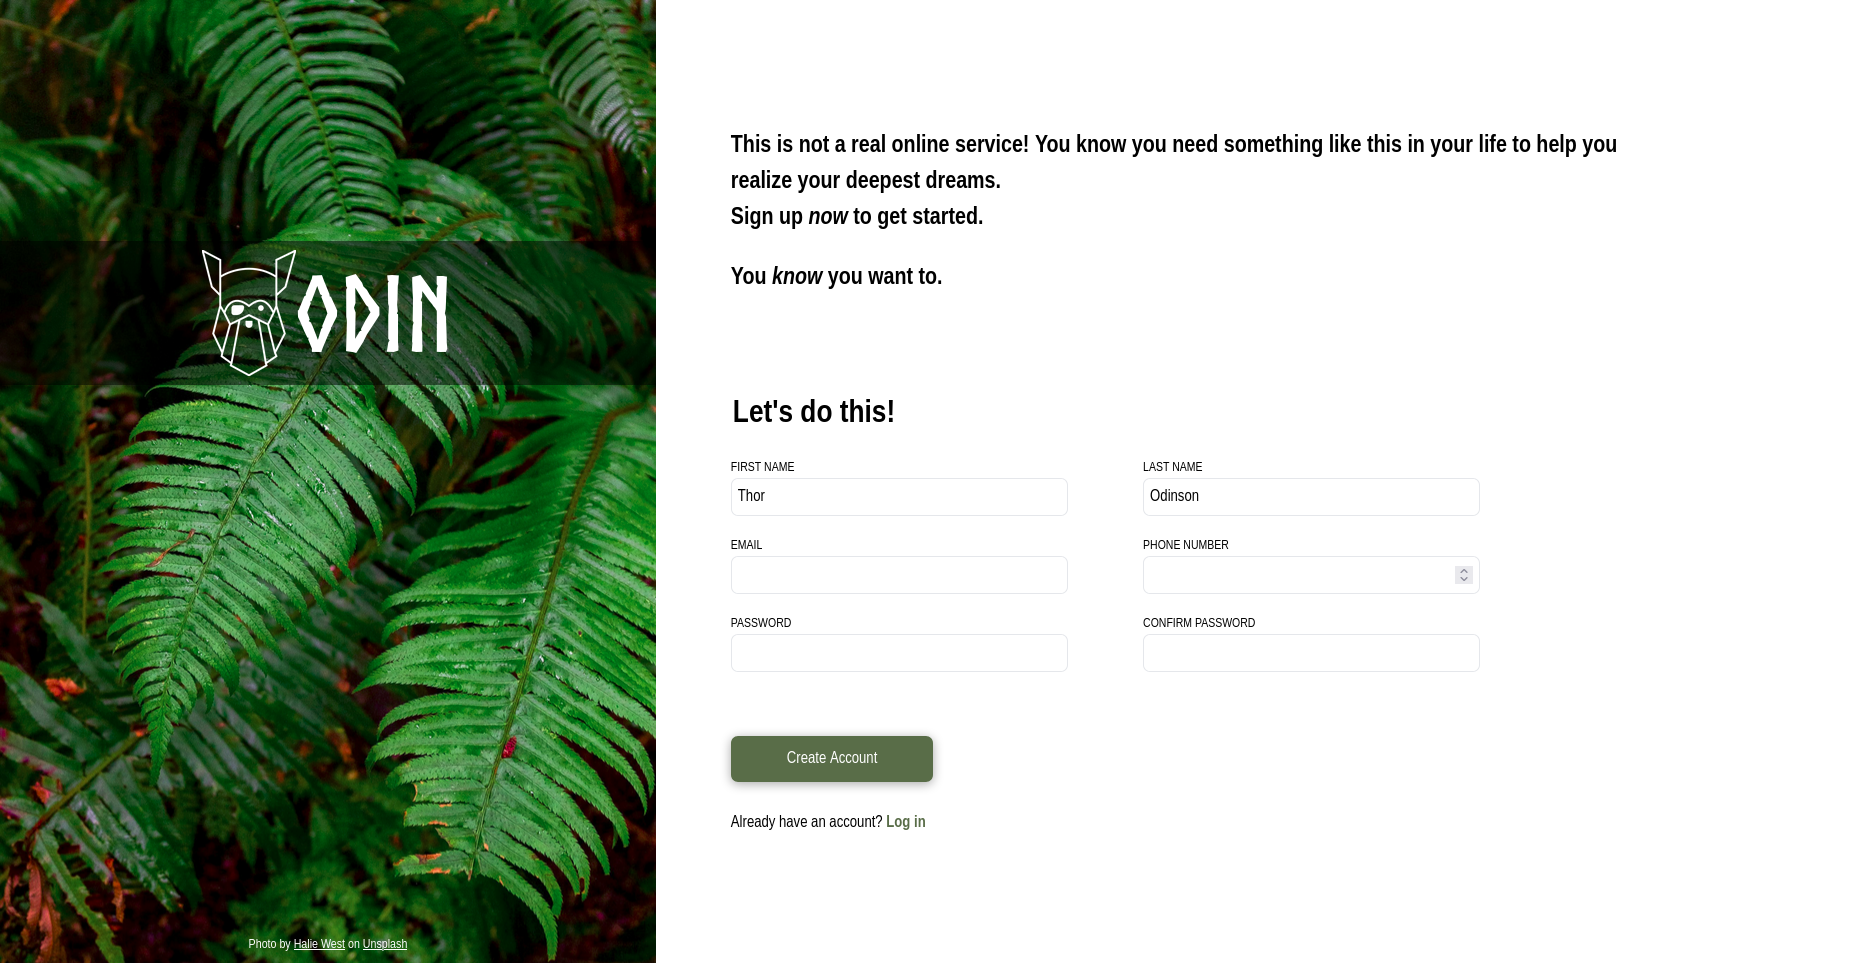 ODIN
Photo by Halie West on Unsplash
This is not a real online service! You know you need something like this in your life to help you
realize your deepest dreams.
Sign up now to get started.
You know you want to.
Let's do this!
FIRST NAME
LAST NAME
Thor
Odinson
EMAIL
PHONE NUMBER
PASSWORD
CONFIRM PASSWORD
Create Account
Already have an account? Log in